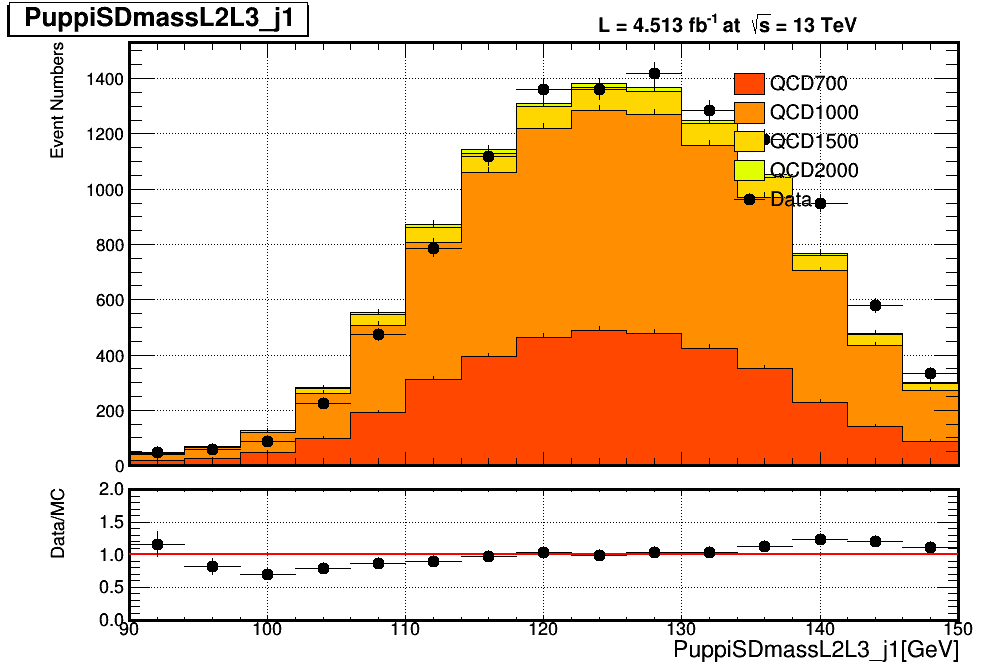 PuppiSDmassL2L3_j1
L = 4.513 fb⁻¹ at √s = 13 TeV
Event Numbers
1400
1200
1000
800
600
400
200
0
QCD700
QCD1000
QCD1500
QCD2000
Data
Data/MC
2.0
1.5
1.0
0.5
0.0
90 100 110 120 130 140 150
PuppiSDmassL2L3_j1[GeV]